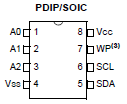 PDIP/SOIC
A0 1 8 Vcc
A1 2 7 WP(3)
A2 3 6 SCL
Vss 4 5 SDA